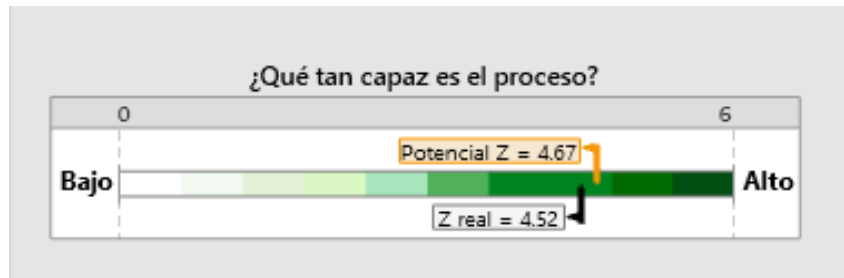 ¿Qué tan capaz es el proceso?
0 6
Potencial Z = 4.67
Bajo Alto
Z real = 4.52